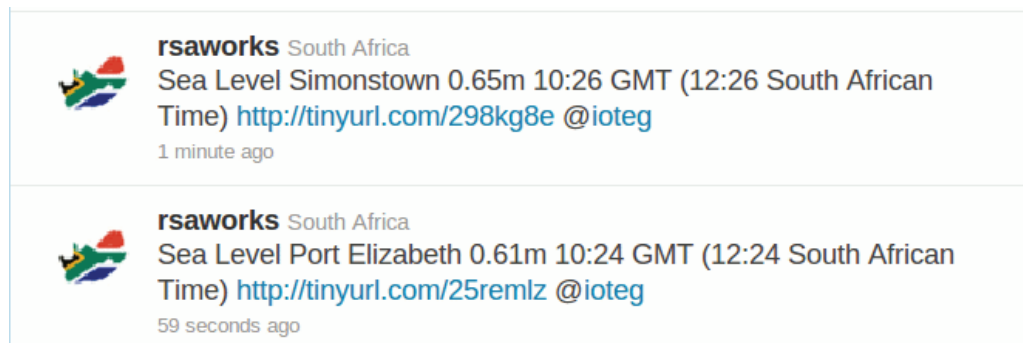 rsaworks South Africa
Sea Level Simonstown 0.65m 10:26 GMT (12:26 South African
Time) http://tinyurl.com/298kg8e @ioteg
1 minute ago
rsaworks South Africa
Sea Level Port Elizabeth 0.61m 10:24 GMT (12:24 South African
Time) http://tinyurl.com/25remlz @ioteg
59 seconds ago